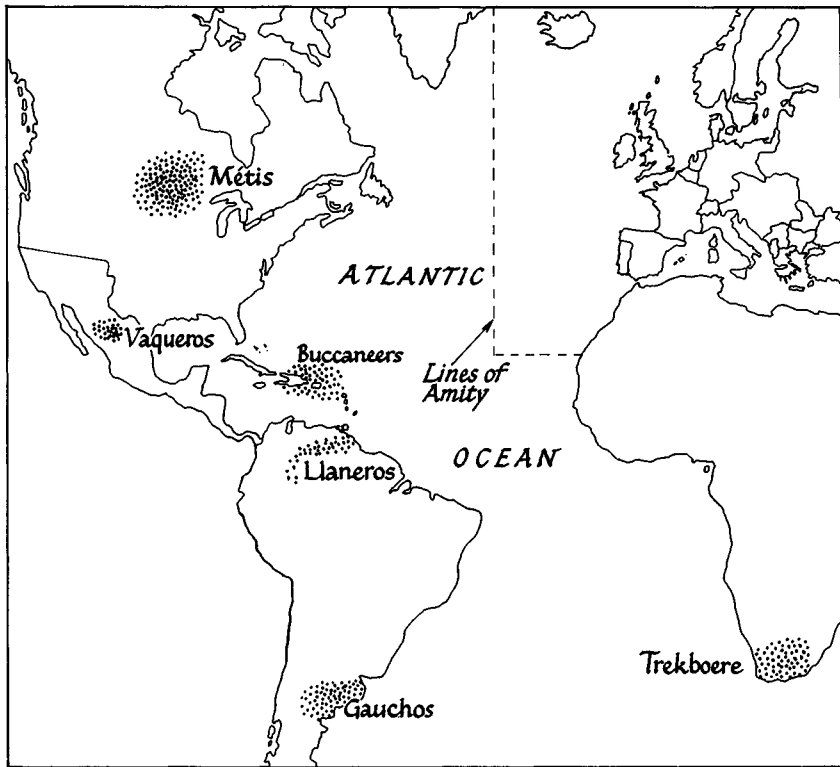 Métis
ATLANTIC
Vaqueros
Buccaneers
Lines of
Amity
OCEAN
Llaneros
Trekboere
Gauchos